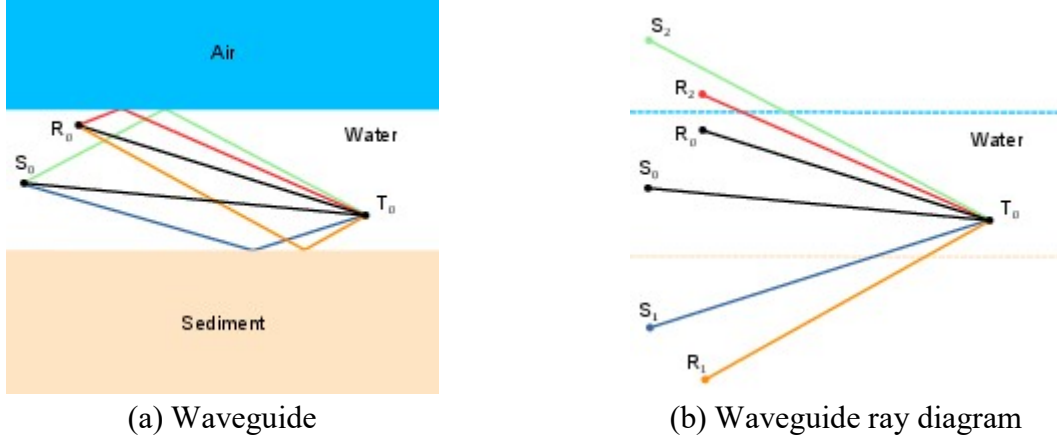 Air
R₀
Water
S₀
T₀
Sediment
(a) Waveguide
S₂
R₂
R₀
Water
S₀
T₀
S₁
R₁
(b) Waveguide ray diagram